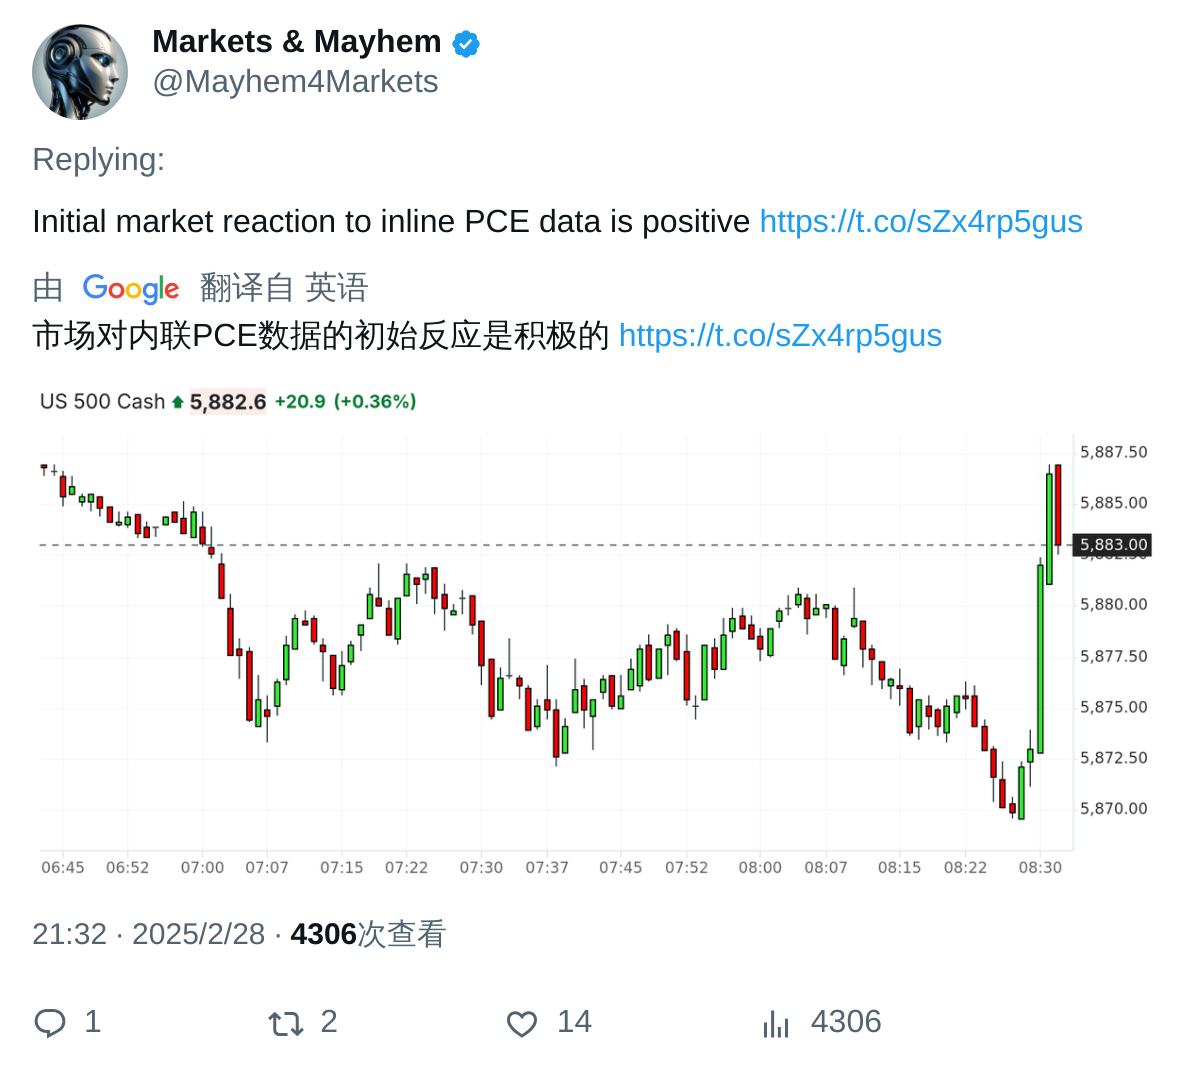 Markets & Mayhem
@Mayhem4Markets
Replying:
Initial market reaction to inline PCE data is positive https://t.co/sZx4rp5gus
由 Google 翻译自 英语
市场对内联PCE数据的初始反应是积极的 https://t.co/sZx4rp5gus
US 500 Cash 5,882.6 +20.9 (+0.36%)
5,887.50
5,885.00
5,883.00
5,882.50
5,880.00
5,877.50
5,875.00
5,872.50
5,870.00
06:45 06:52 07:00 07:07 07:15 07:22 07:30 07:37 07:45 07:52 08:00 08:07 08:15 08:22 08:30
21:32 · 2025/2/28 · 4306次查看
1 2 14 4306